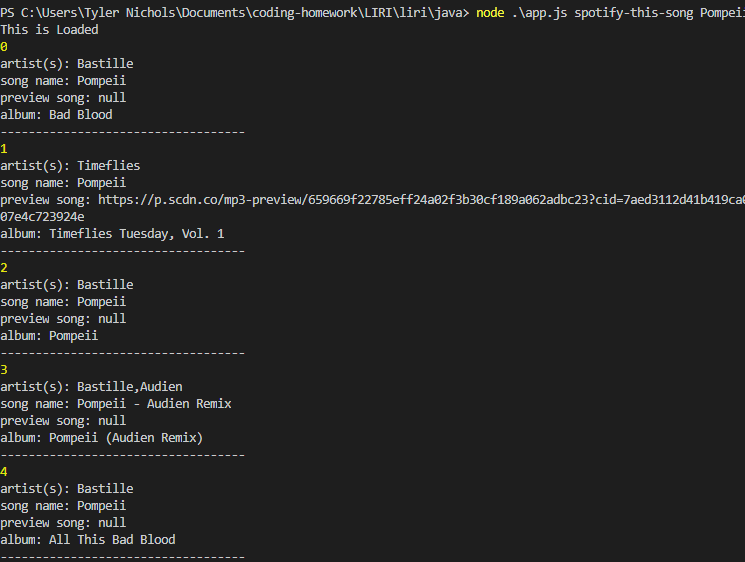 PS C:\Users\Tyler Nichols\Documents\coding-homework\LIRI\liri\java> node .\app.js spotify-this-song Pompeii
This is Loaded
0
artist(s): Bastille
song name: Pompeii
preview song: null
album: Bad Blood
-----------------------------------
1
artist(s): Timeflies
song name: Pompeii
preview song: https://p.scdn.co/mp3-preview/659669f22785eff24a02f3b30cf189a062adbc23?cid=7aed3112d41b419ca0
07e4c723924e
album: Timeflies Tuesday, Vol. 1
-----------------------------------
2
artist(s): Bastille
song name: Pompeii
preview song: null
album: Pompeii
-----------------------------------
3
artist(s): Bastille,Audien
song name: Pompeii - Audien Remix
preview song: null
album: Pompeii (Audien Remix)
-----------------------------------
4
artist(s): Bastille
song name: Pompeii
preview song: null
album: All This Bad Blood
-----------------------------------